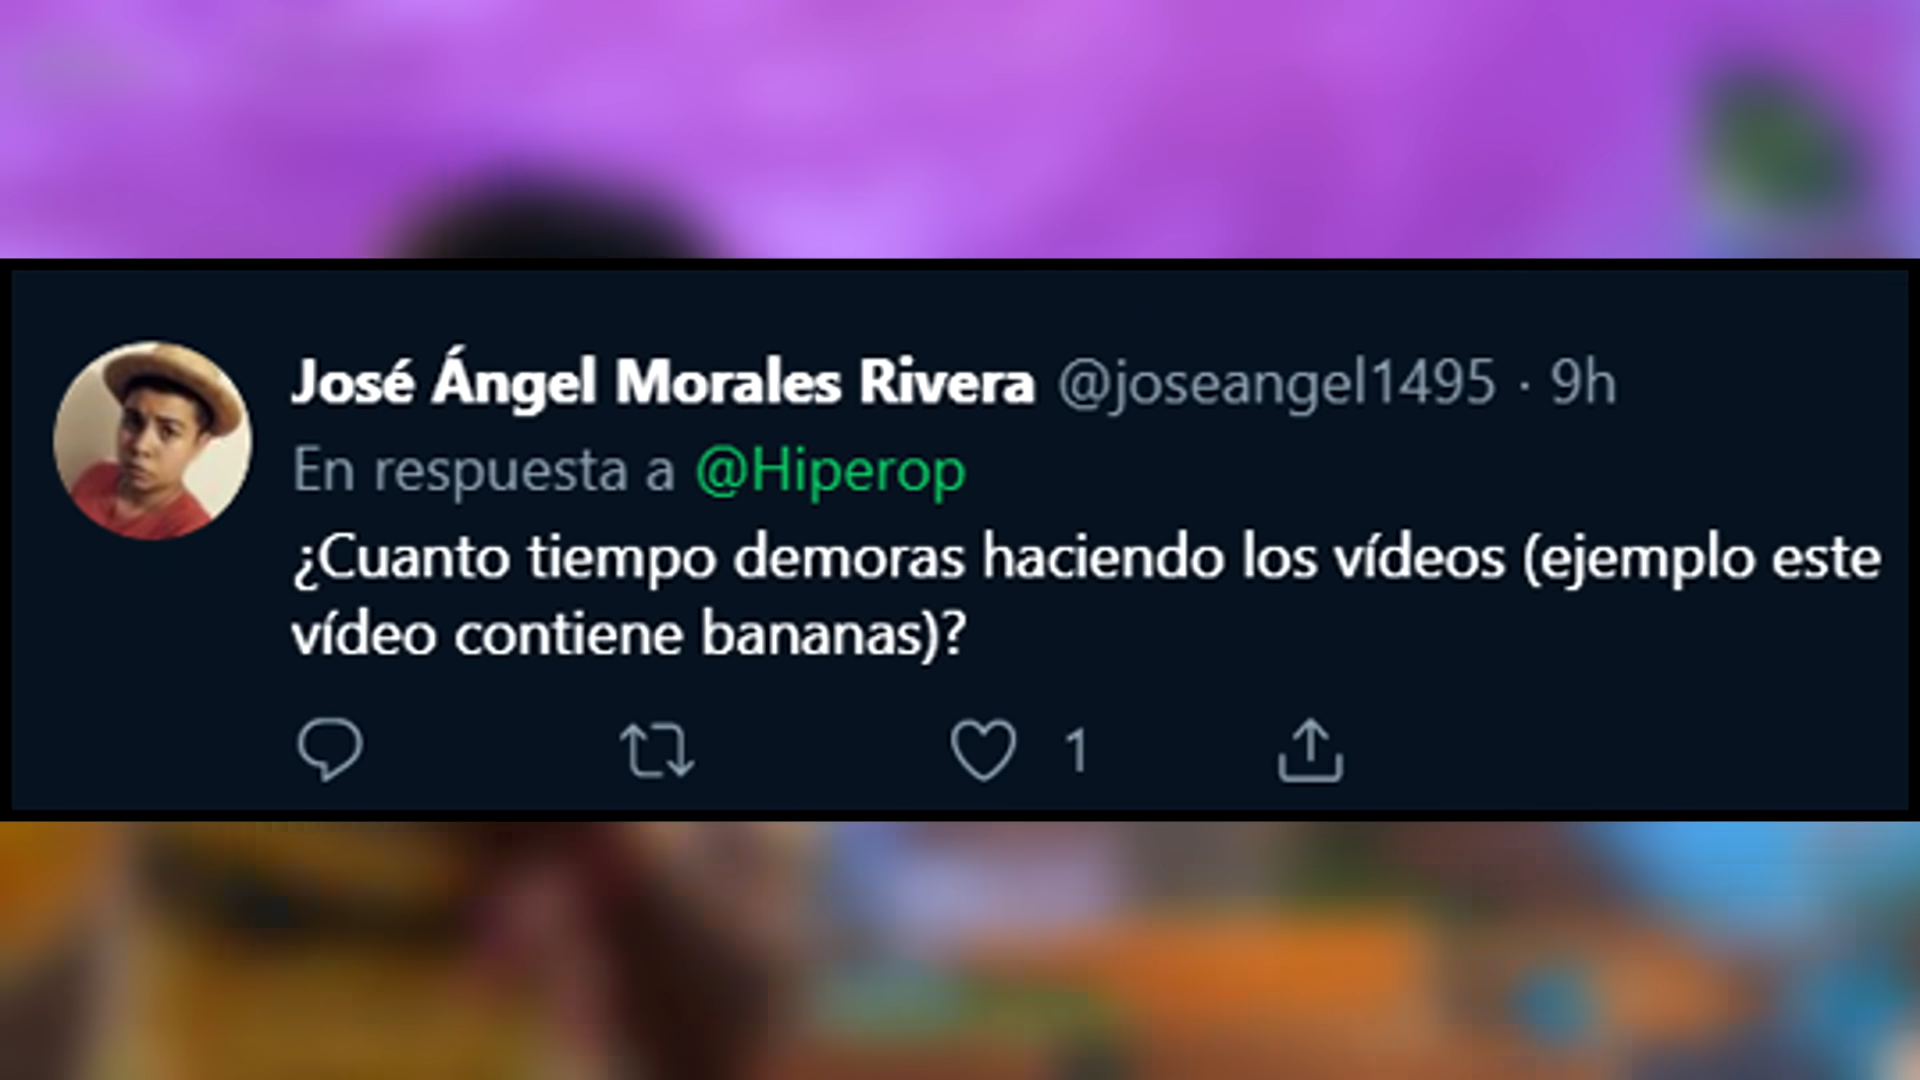 José Ángel Morales Rivera @joseangel1495 · 9h
En respuesta a @Hiperop
¿Cuanto tiempo demoras haciendo los vídeos (ejemplo este
vídeo contiene bananas)?
1